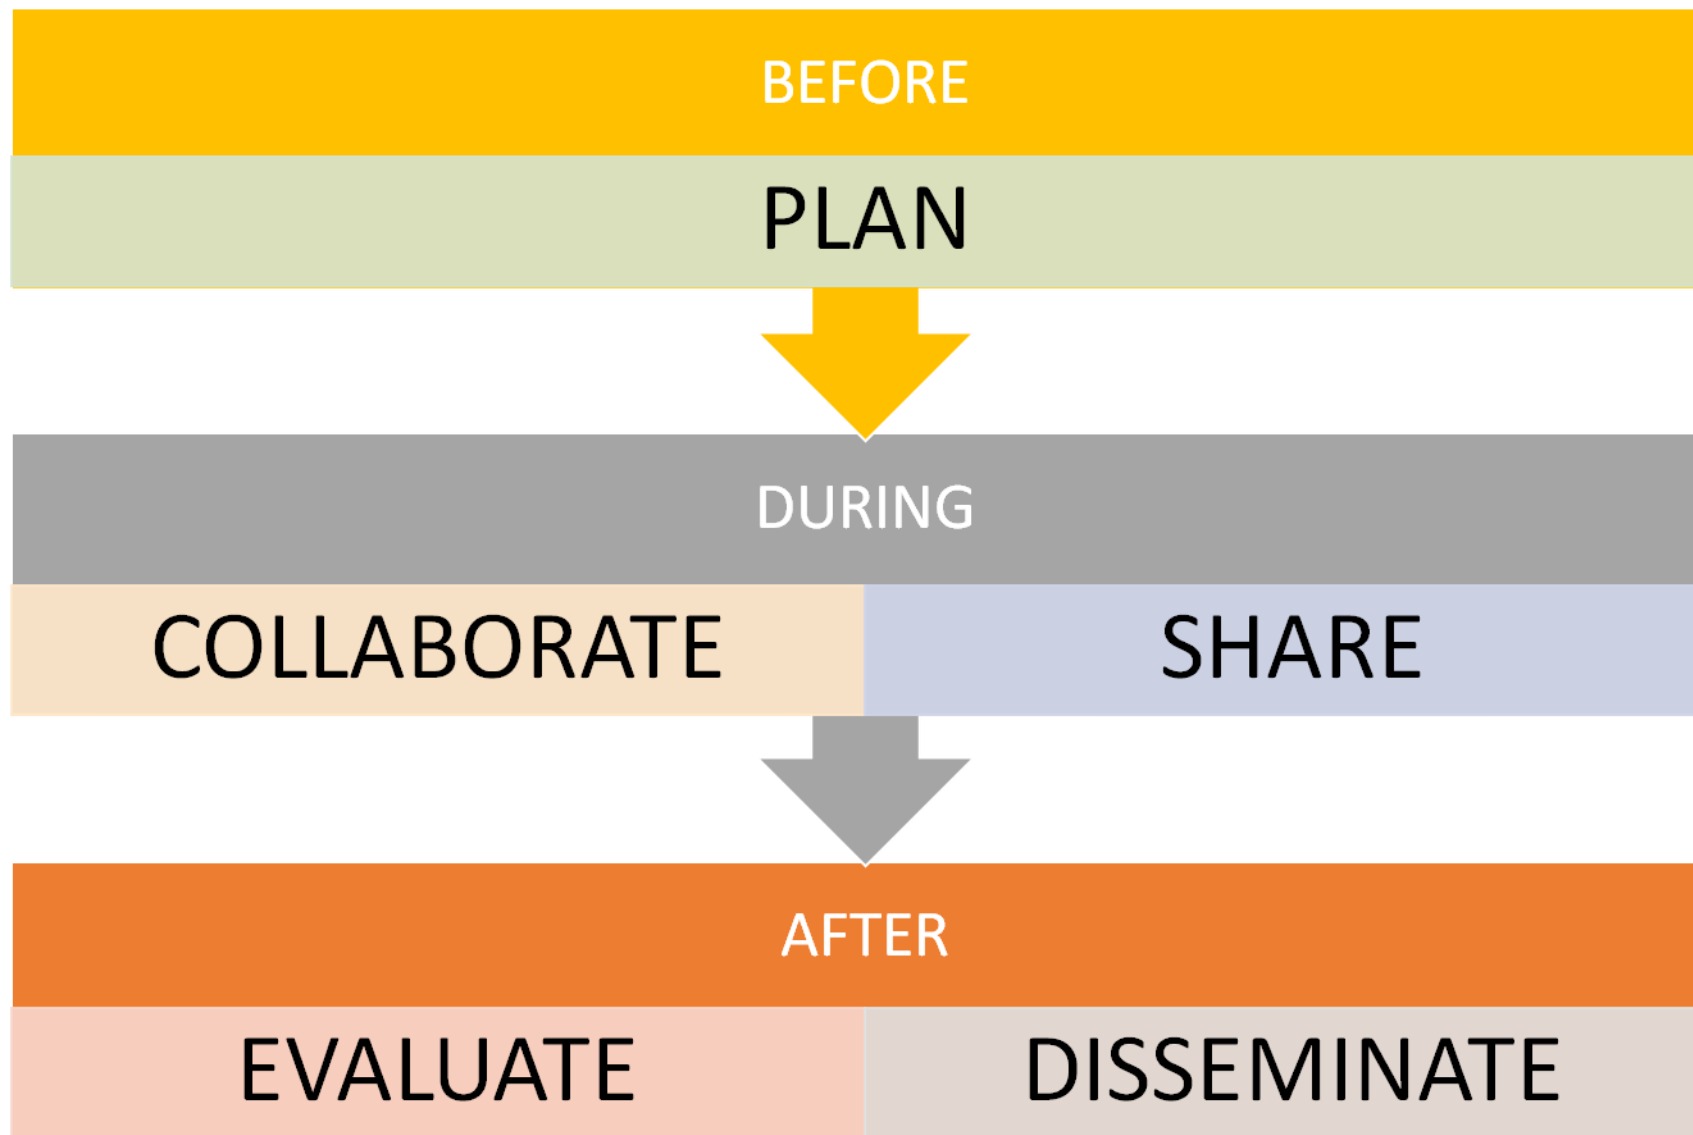 BEFORE
PLAN
DURING
COLLABORATE SHARE
AFTER
EVALUATE DISSEMINATE